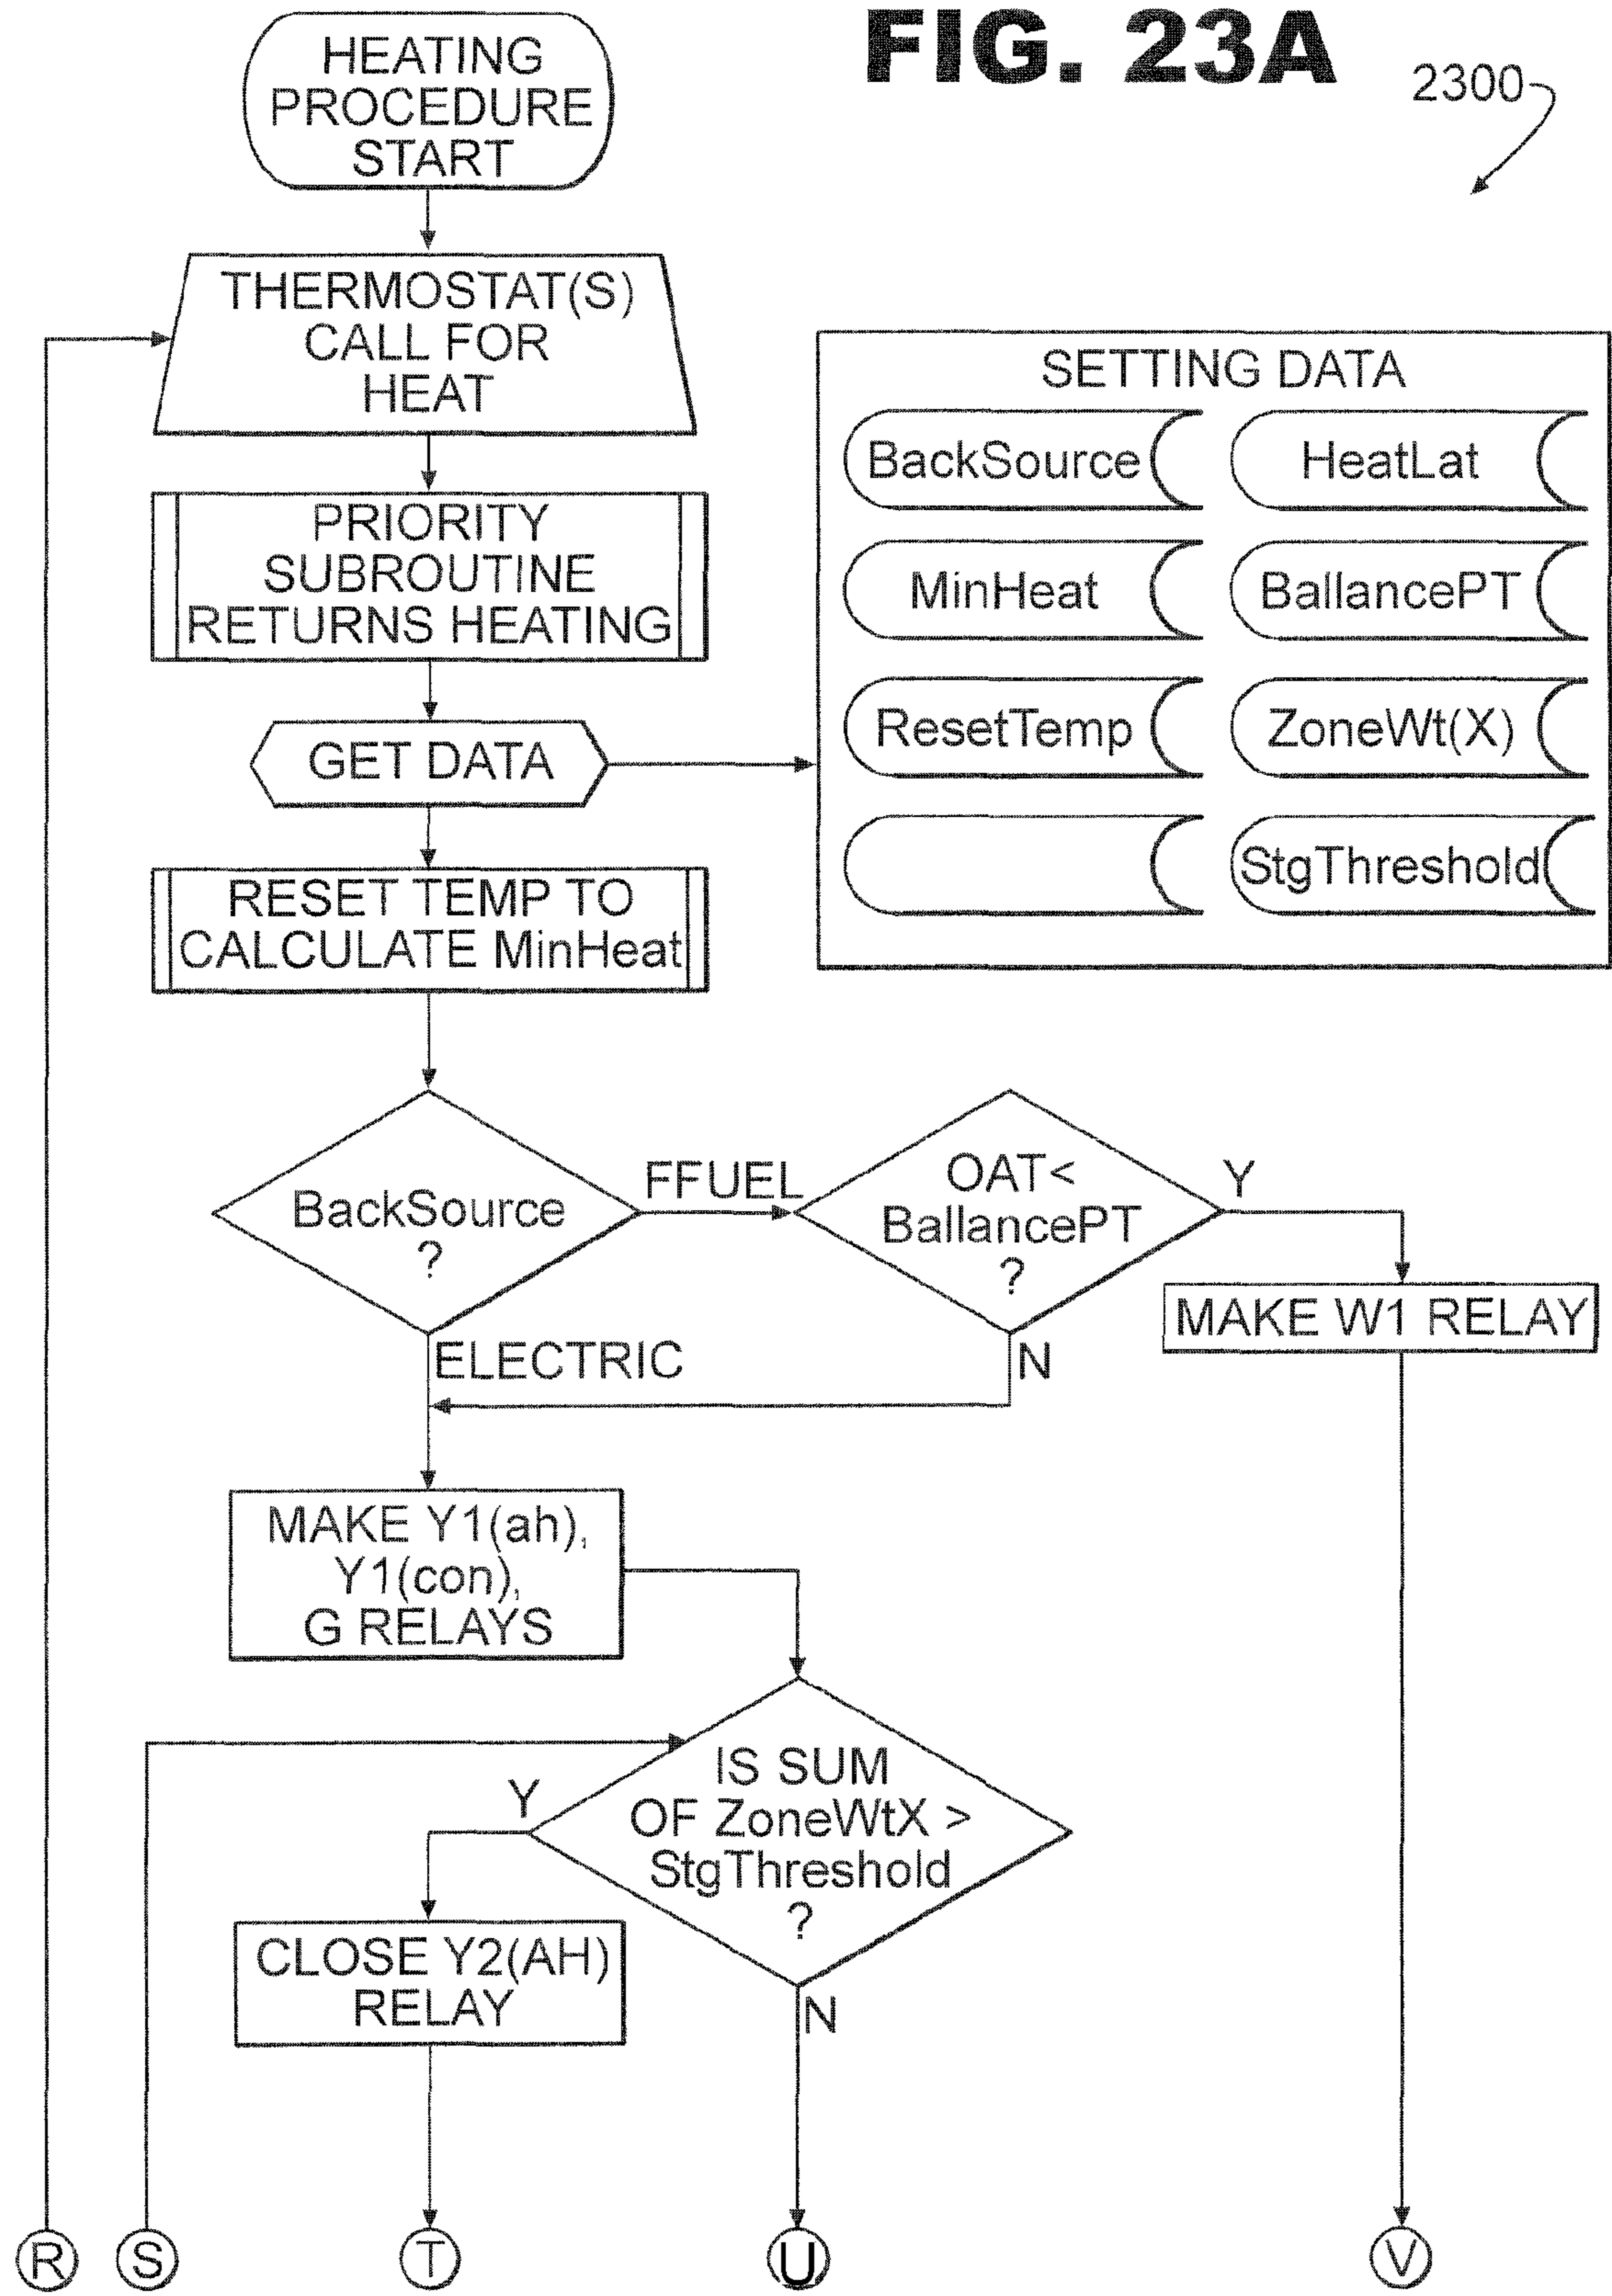 FIG. 23A
2300
HEATING
PROCEDURE
START
THERMOSTAT(S)
CALL FOR
HEAT
PRIORITY
SUBROUTINE
RETURNS HEATING
GET DATA
SETTING DATA
BackSource
HeatLat
MinHeat
BallancePT
ResetTemp
ZoneWt(X)
StgThreshold
RESET TEMP TO
CALCULATE MinHeat
BackSource
?
FFUEL
ELECTRIC
OAT<
BallancePT
?
Y
N
MAKE W1 RELAY
MAKE Y1(ah),
Y1(con),
G RELAYS
IS SUM
OF ZoneWtX >
StgThreshold
?
Y
N
CLOSE Y2(AH)
RELAY
R
S
T
U
V